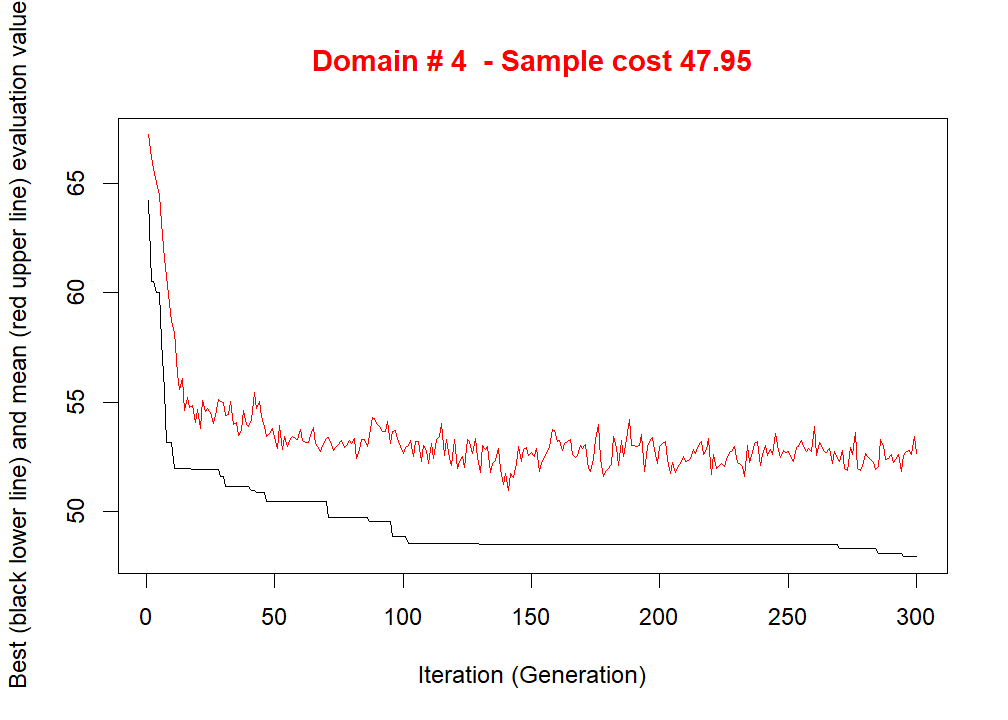 Domain # 4  - Sample cost 47.95
Best (black lower line) and mean (red upper line) evaluation value
65
60
55
50
0 50 100 150 200 250 300
Iteration (Generation)